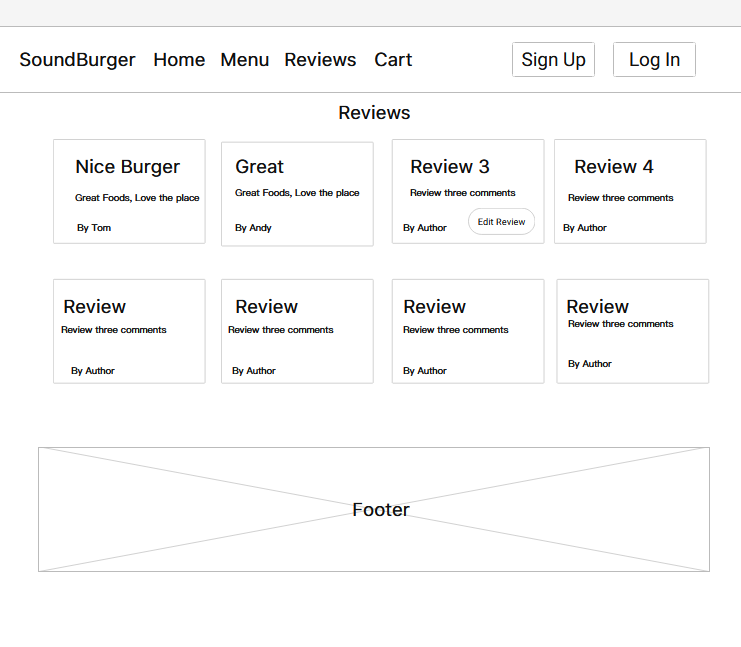 SoundBurger Home Menu Reviews Cart Sign Up Log In
Reviews
Nice Burger
Great Foods, Love the place
By Tom
Great
Great Foods, Love the place
By Andy
Review 3
Review three comments
By Author
Edit Review
Review 4
Review three comments
By Author
Review
Review three comments
By Author
Review
Review three comments
By Author
Review
Review three comments
By Author
Review
Review three comments
By Author
Footer